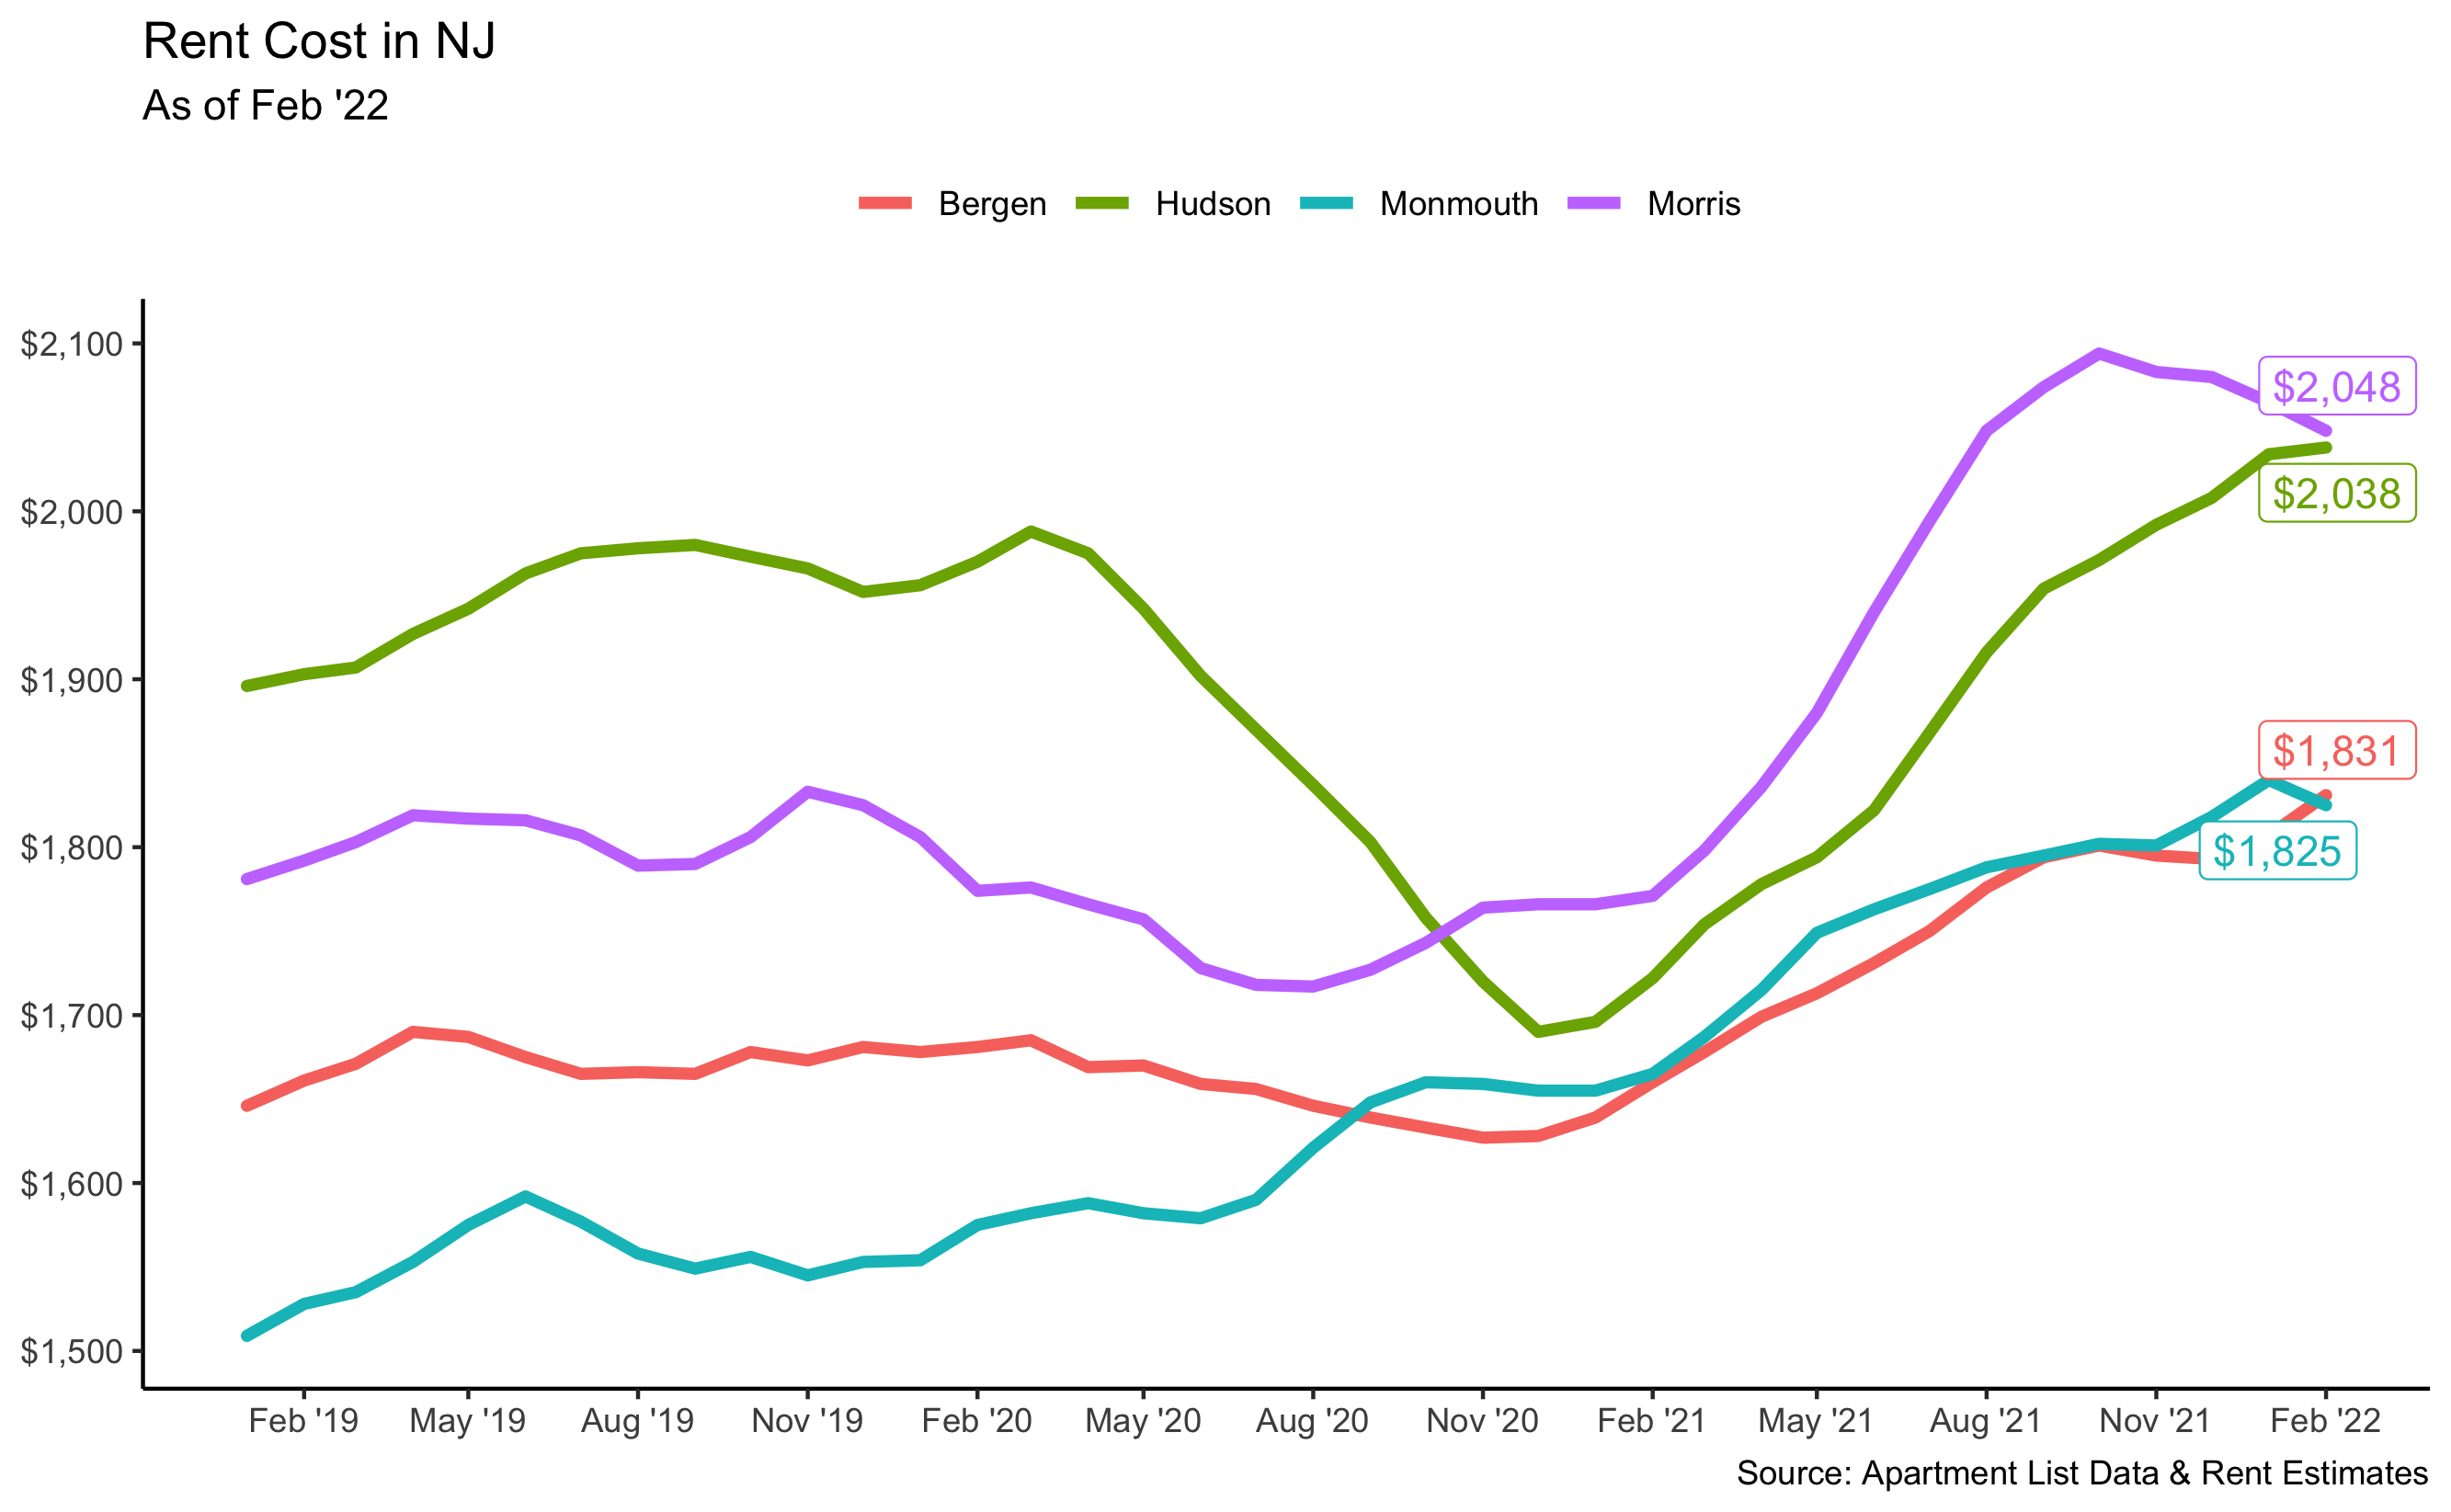 Rent Cost in NJ
As of Feb '22
Bergen Hudson Monmouth Morris
$2,100
$2,000
$1,900
$1,800
$1,700
$1,600
$1,500
$2,048
$2,038
$1,831
$1,825
Feb '19 May '19 Aug '19 Nov '19 Feb '20 May '20 Aug '20 Nov '20 Feb '21 May '21 Aug '21 Nov '21 Feb '22
Source: Apartment List Data & Rent Estimates